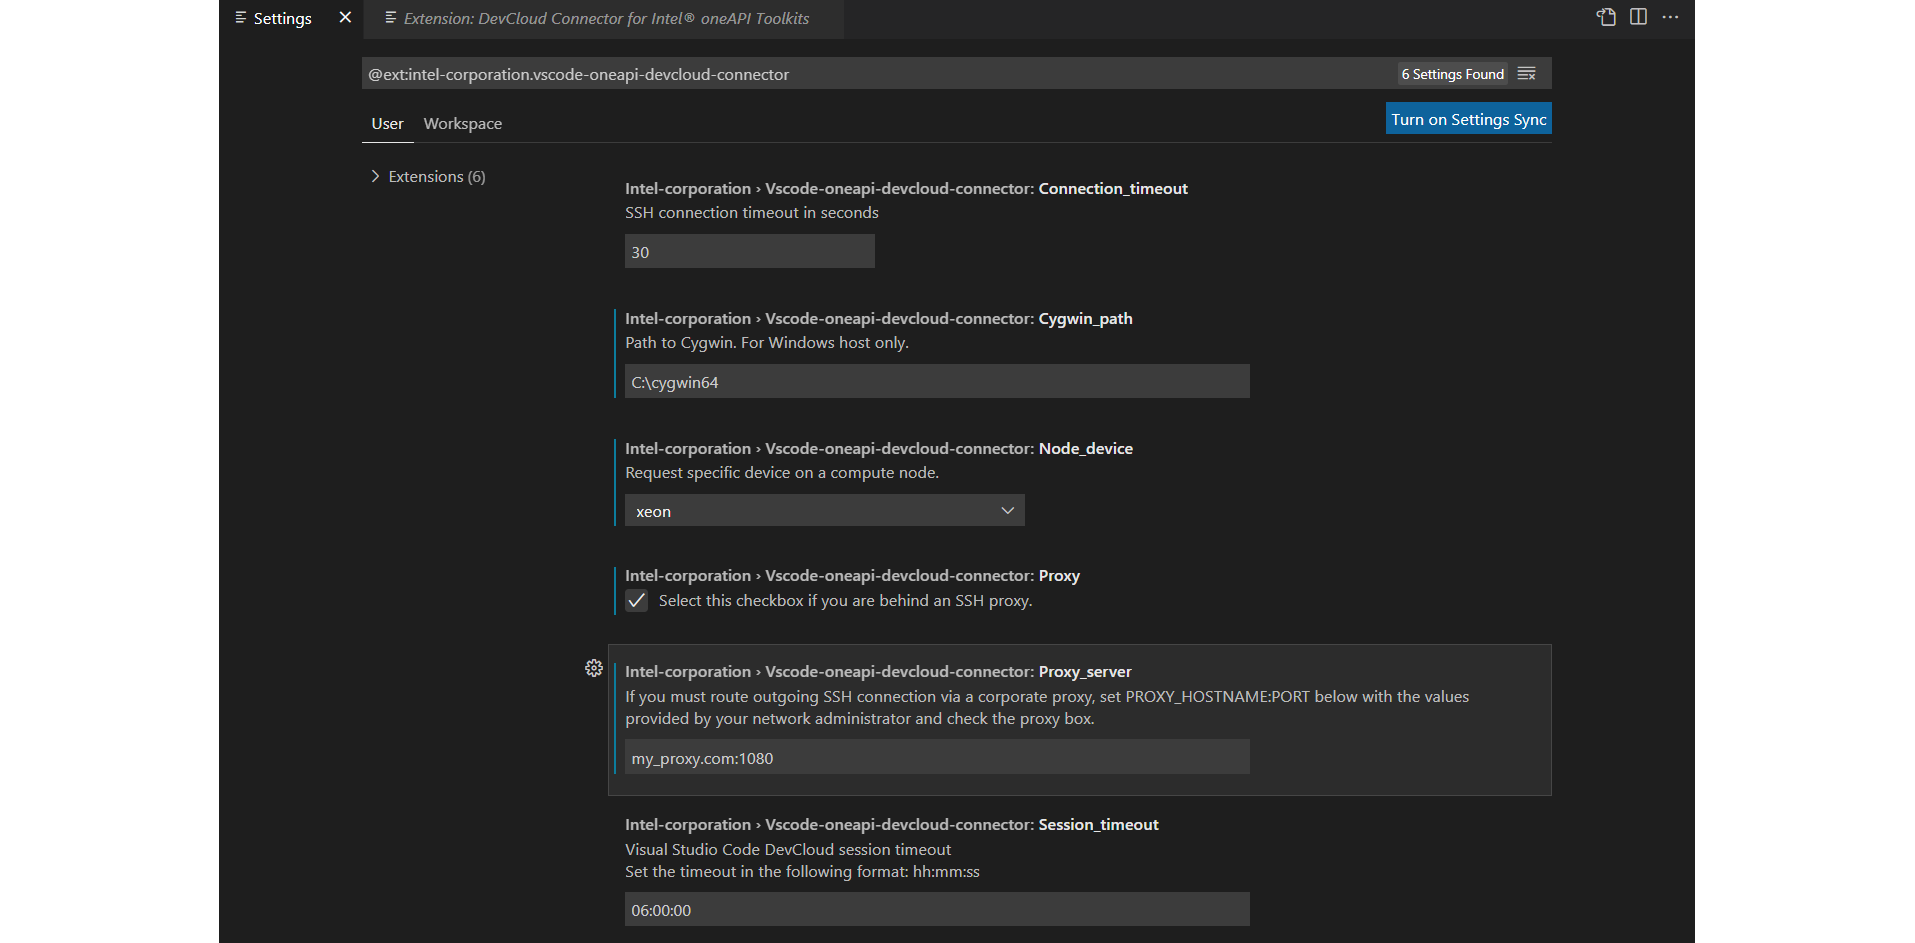 Settings
Extension: DevCloud Connector for Intel® oneAPI Toolkits
@ext:intel-corporation.vscode-oneapi-devcloud-connector
6 Settings Found
User Workspace
Turn on Settings Sync
Extensions (6)
Intel-corporation › Vscode-oneapi-devcloud-connector: Connection_timeout
SSH connection timeout in seconds
30
Intel-corporation › Vscode-oneapi-devcloud-connector: Cygwin_path
Path to Cygwin. For Windows host only.
C:\cygwin64
Intel-corporation › Vscode-oneapi-devcloud-connector: Node_device
Request specific device on a compute node.
xeon
Intel-corporation › Vscode-oneapi-devcloud-connector: Proxy
Select this checkbox if you are behind an SSH proxy.
Intel-corporation › Vscode-oneapi-devcloud-connector: Proxy_server
If you must route outgoing SSH connection via a corporate proxy, set PROXY_HOSTNAME:PORT below with the values
provided by your network administrator and check the proxy box.
my_proxy.com:1080
Intel-corporation › Vscode-oneapi-devcloud-connector: Session_timeout
Visual Studio Code DevCloud session timeout
Set the timeout in the following format: hh:mm:ss
06:00:00